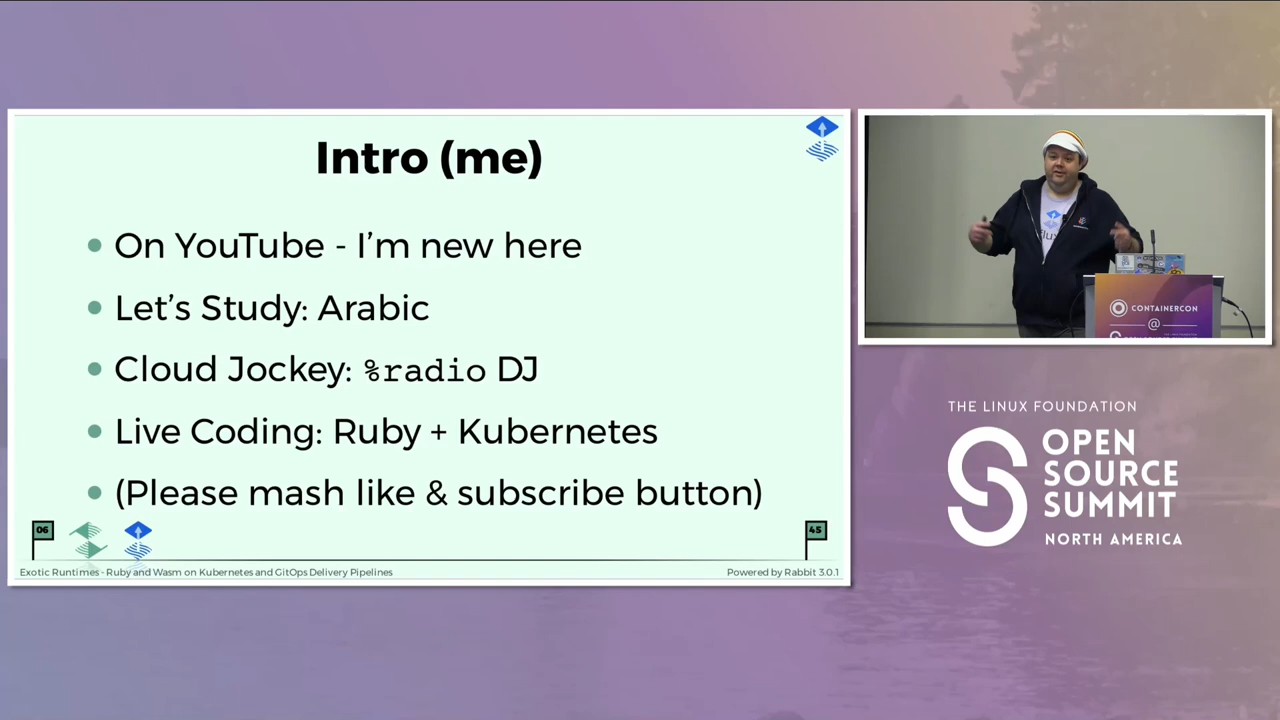 Intro (me)
On YouTube - I'm new here
Let's Study: Arabic
Cloud Jockey: %radio DJ
Live Coding: Ruby + Kubernetes
(Please mash like & subscribe button)
06
45
Exotic Runtimes - Ruby and Wasm on Kubernetes and GitOps Delivery Pipelines
Powered by Rabbit 3.0.1
CONTAINERCON
@
THE LINUX FOUNDATION
OPEN
SOURCE
SUMMIT
NORTH AMERICA